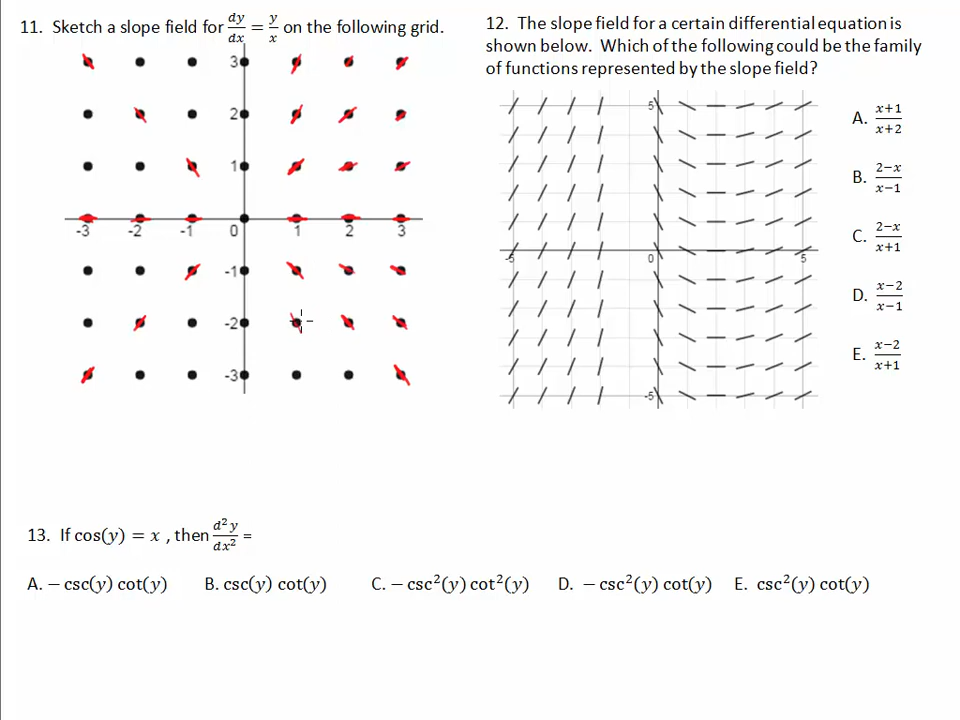 11. Sketch a slope field for dy/dx = y/x on the following grid.
3
2
1
-3 -2 -1 0 1 2 3
-1
-2
-3
12. The slope field for a certain differential equation is
shown below. Which of the following could be the family
of functions represented by the slope field?
5
-5 0 5
-5
A. x+1/x+2
B. 2−x/x−1
C. 2−x/x+1
D. x−2/x−1
E. x−2/x+1
13. If cos(y) = x , then d²y/dx² =
A. − csc(y) cot(y) B. csc(y) cot(y) C. − csc²(y) cot²(y) D. − csc²(y) cot(y) E. csc²(y) cot(y)